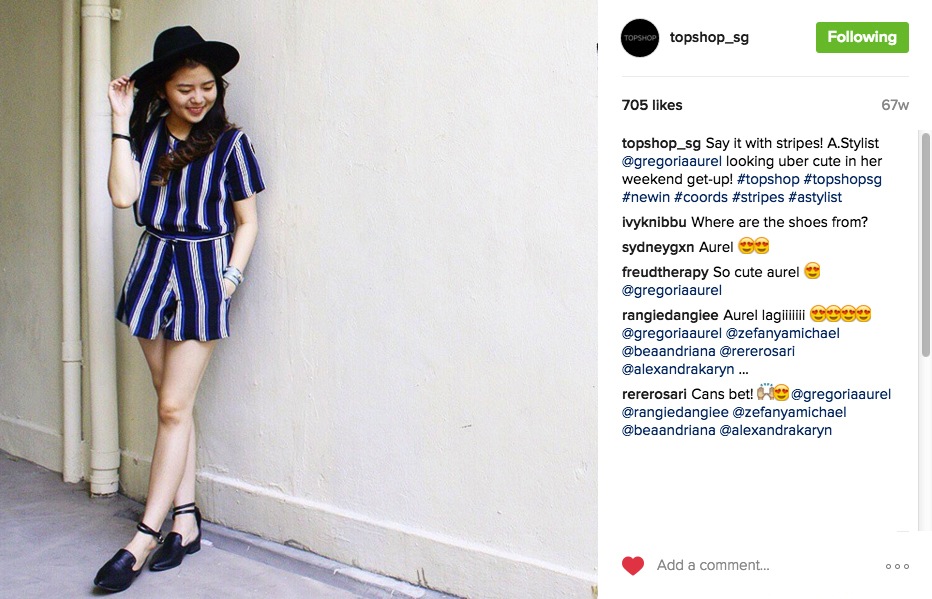 TOPSHOP
topshop_sg
Following
705 likes
67w
topshop_sg Say it with stripes! A.Stylist
@gregoriaaurel looking uber cute in her
weekend get-up! #topshop #topshopsg
#newin #coords #stripes #astylist
ivyknibbu Where are the shoes from?
sydneygxn Aurel 😍😍
freudtherapy So cute aurel 😍
@gregoriaaurel
rangiedangiee Aurel lagiiiiiii 😍😍😍😍
@gregoriaaurel @zefanyamichael
@beaandriana @rererosari
@alexandrakaryn ...
rererosari Cans bet! 🙌🏼😍@gregoriaaurel
@rangiedangiee @zefanyamichael
@beaandriana @alexandrakaryn
Add a comment...